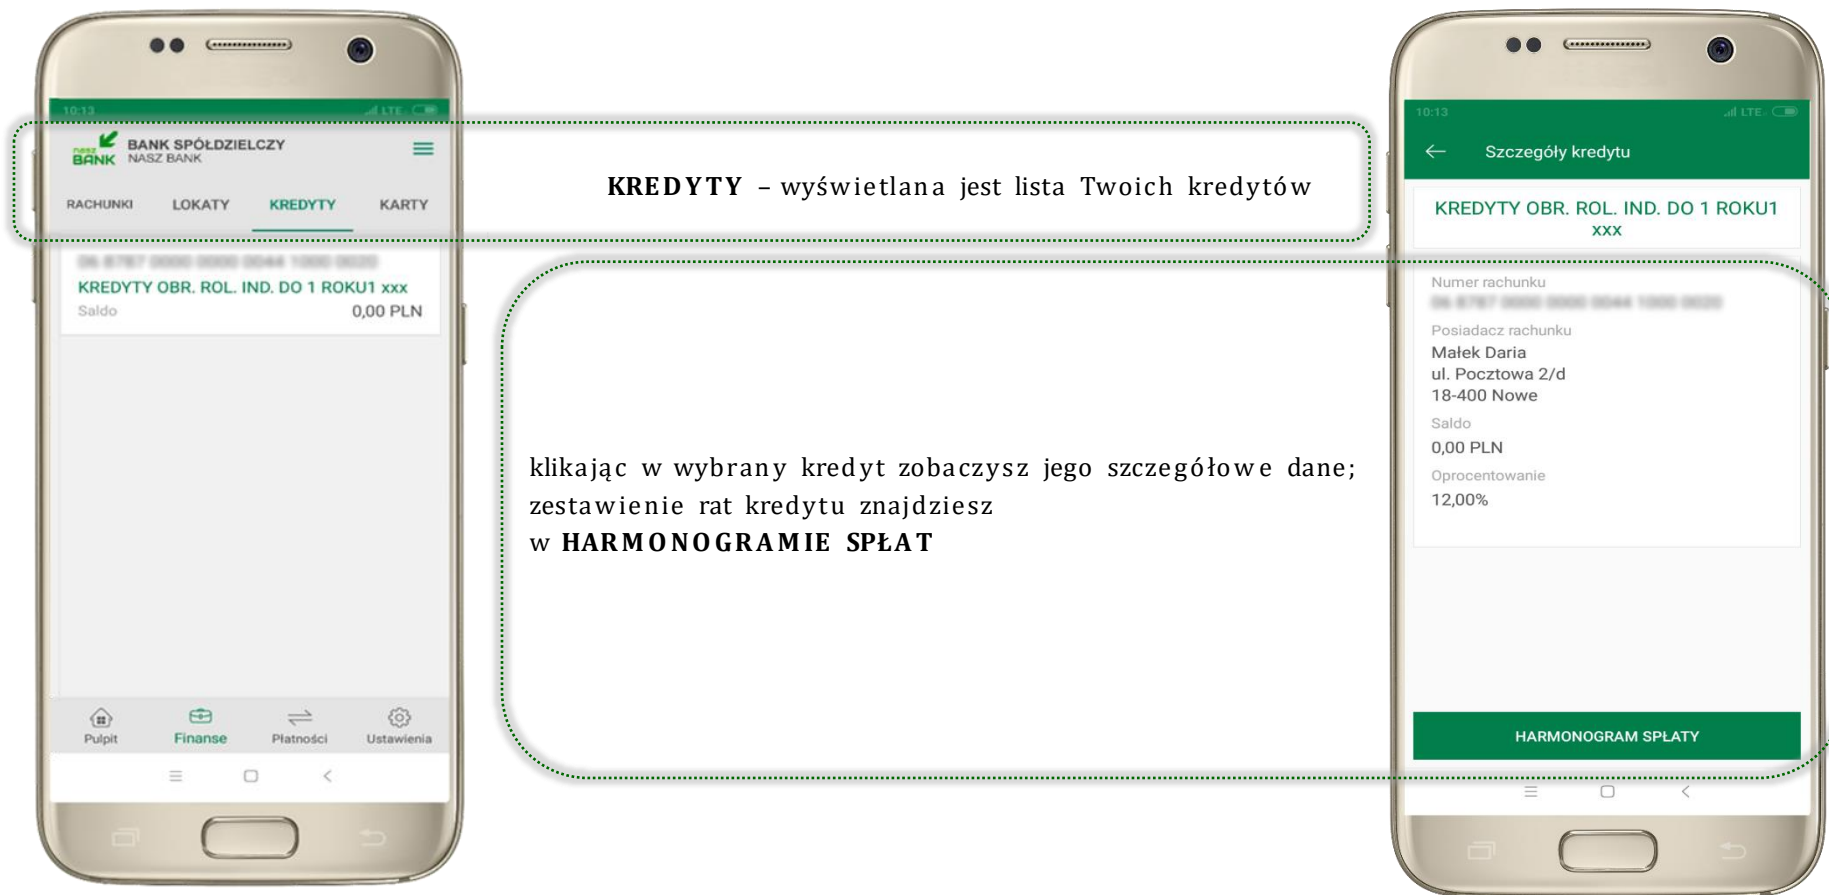 10:13
LTE
nasz
BANK
BANK SPÓŁDZIELCZY
NASZ BANK
RACHUNKI LOKATY KREDYTY KARTY
KREDYTY OBR. ROL. IND. DO 1 ROKU1 xxx
Saldo 0,00 PLN
Pulpit Finanse Płatności Ustawienia
KREDYTY – wyświetlana jest lista Twoich kredytów
klikając w wybrany kredyt zobaczysz jego szczegółowe dane;
zestawienie rat kredytu znajdziesz
w HARMONOGRAMIE SPŁAT
10:13
LTE
Szczegóły kredytu
KREDYTY OBR. ROL. IND. DO 1 ROKU1
xxx
Numer rachunku
Posiadacz rachunku
Małek Daria
ul. Pocztowa 2/d
18-400 Nowe
Saldo
0,00 PLN
Oprocentowanie
12,00%
HARMONOGRAM SPŁATY